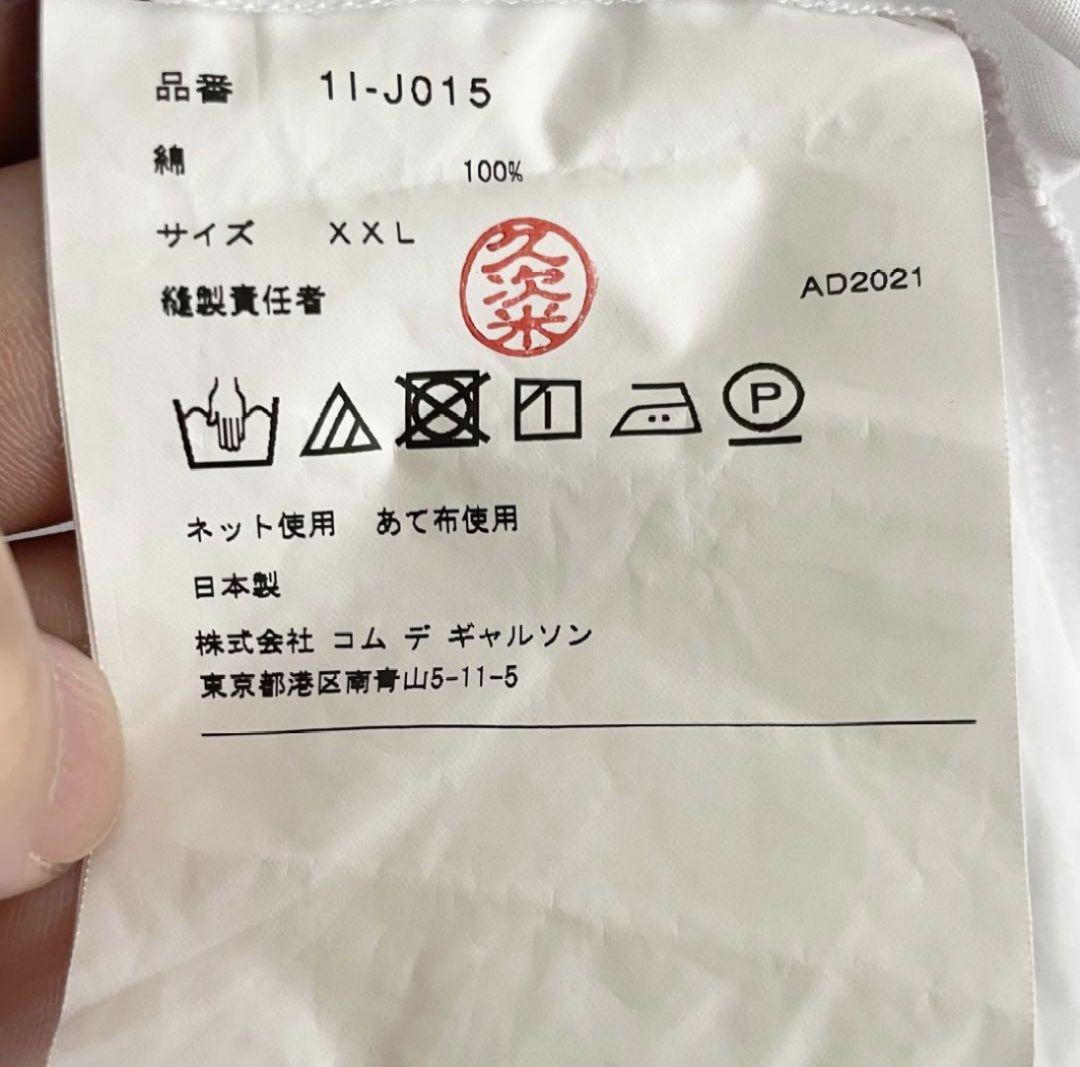 品番 1I-J015
綿 100%
サイズ XXL
久次米
縫製責任者
AD2021
P
ネット使用 あて布使用
日本製
株式会社 コム デ ギャルソン
東京都港区南青山5-11-5